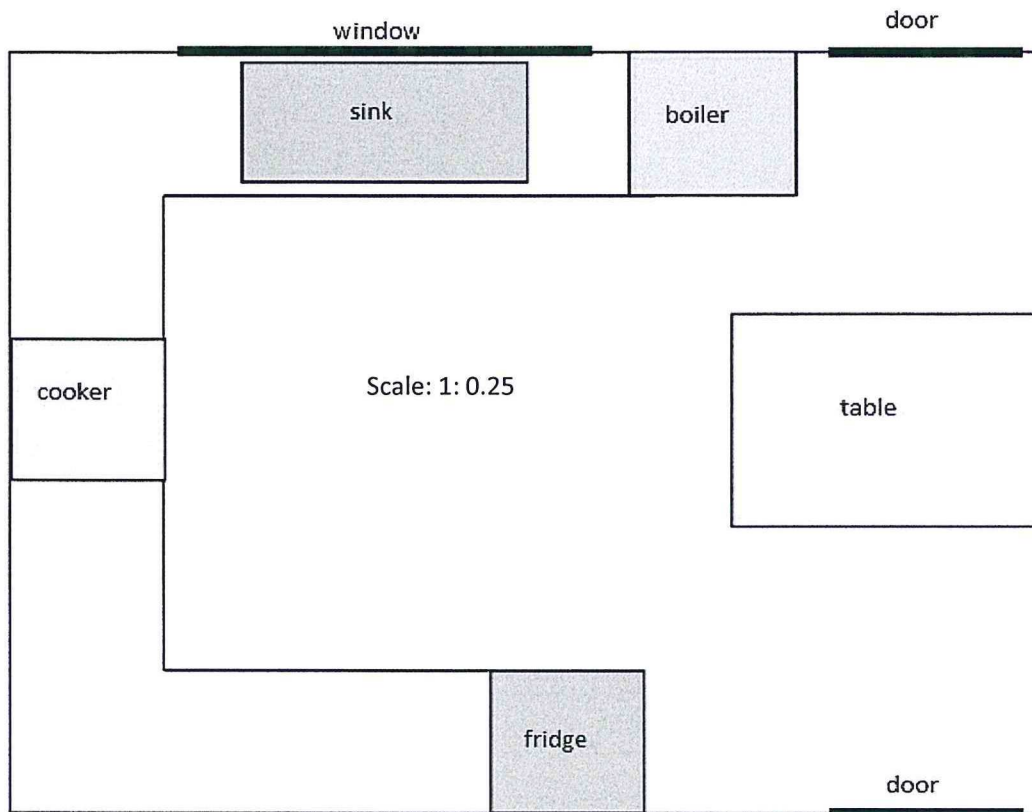 door
window
sink
boiler
cooker
Scale: 1: 0.25
table
fridge
door